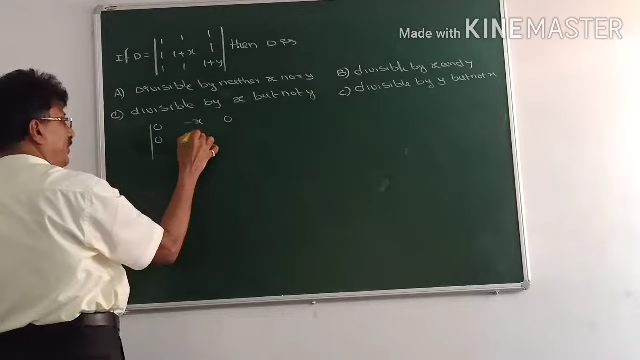 Made with KINEMASTER
If D = | 1 1 1 | then D is
| 1 1+x 1 |
| 1 1 1+y |
A) Divisible by neither x nor y
B) divisible by x and y
C) divisible by x but not y
C) divisible by y but not x
| 0 -x 0
| 0